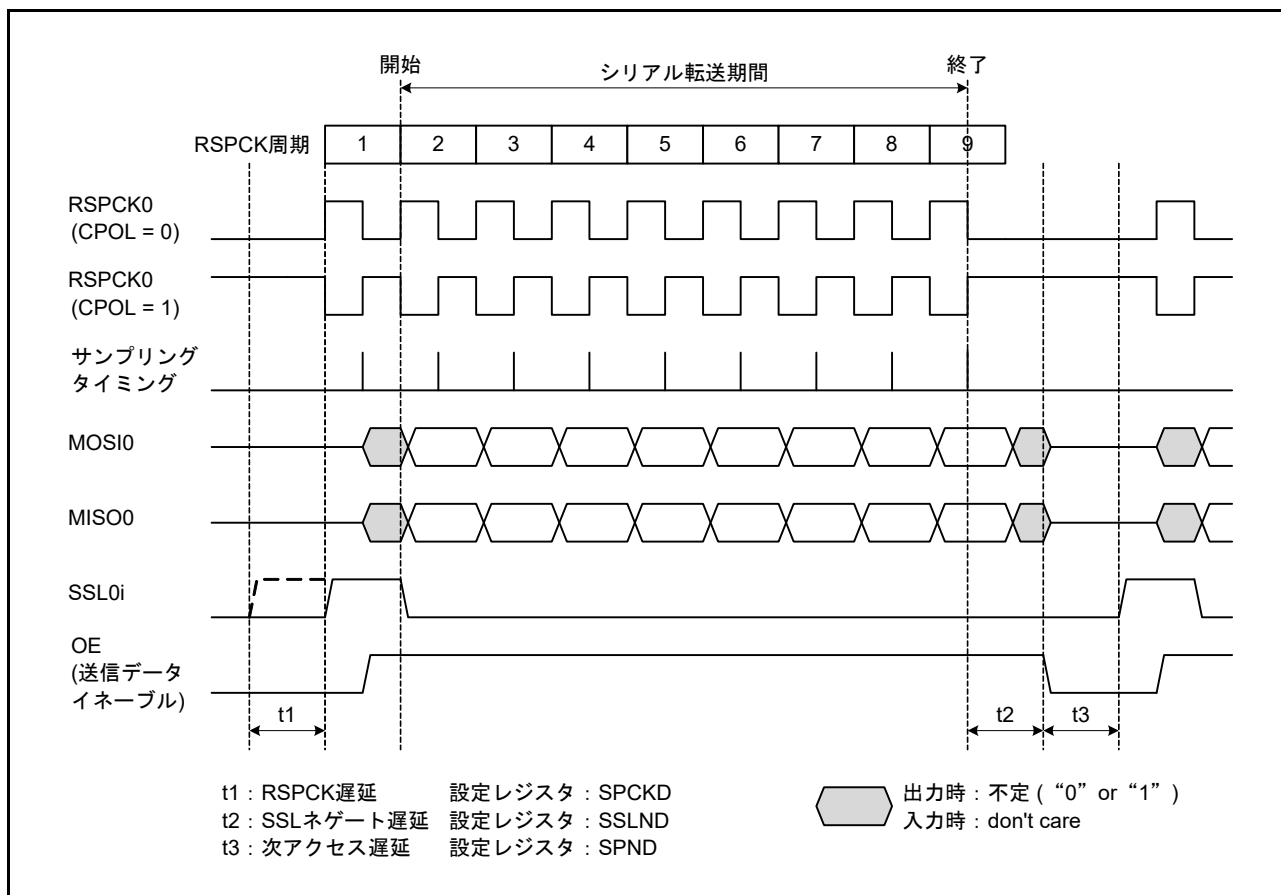 開始 シリアル転送期間 終了
RSPCK周期 1 2 3 4 5 6 7 8 9
RSPCK0
(CPOL = 0)
RSPCK0
(CPOL = 1)
サンプリング
タイミング
MOSI0
MISO0
SSL0i
OE
(送信データ
イネーブル)
t1 t2 t3
t1：RSPCK遅延 設定レジスタ：SPCKD
t2：SSLネゲート遅延 設定レジスタ：SSLND
t3：次アクセス遅延 設定レジスタ：SPND
出力時：不定 (“0” or “1” )
入力時：don't care